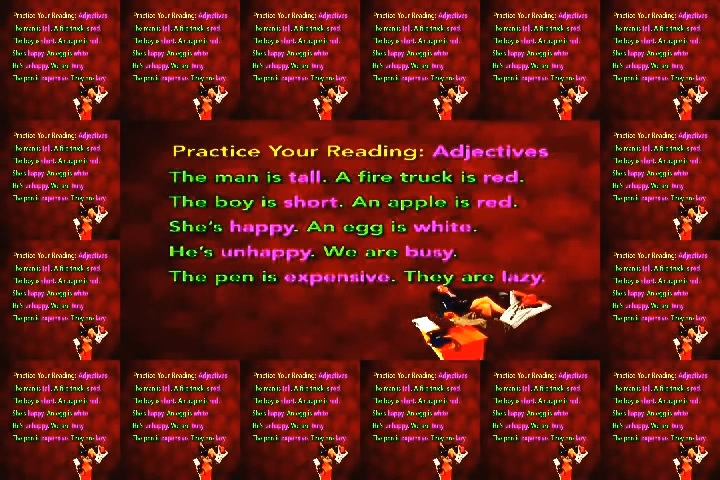 Practice Your Reading: Adjectives
The man is tall. A fire truck is red.
The boy is short. An apple is red.
She's happy. An egg is white.
He's unhappy. We are busy.
The pen is expensive. They are lazy.